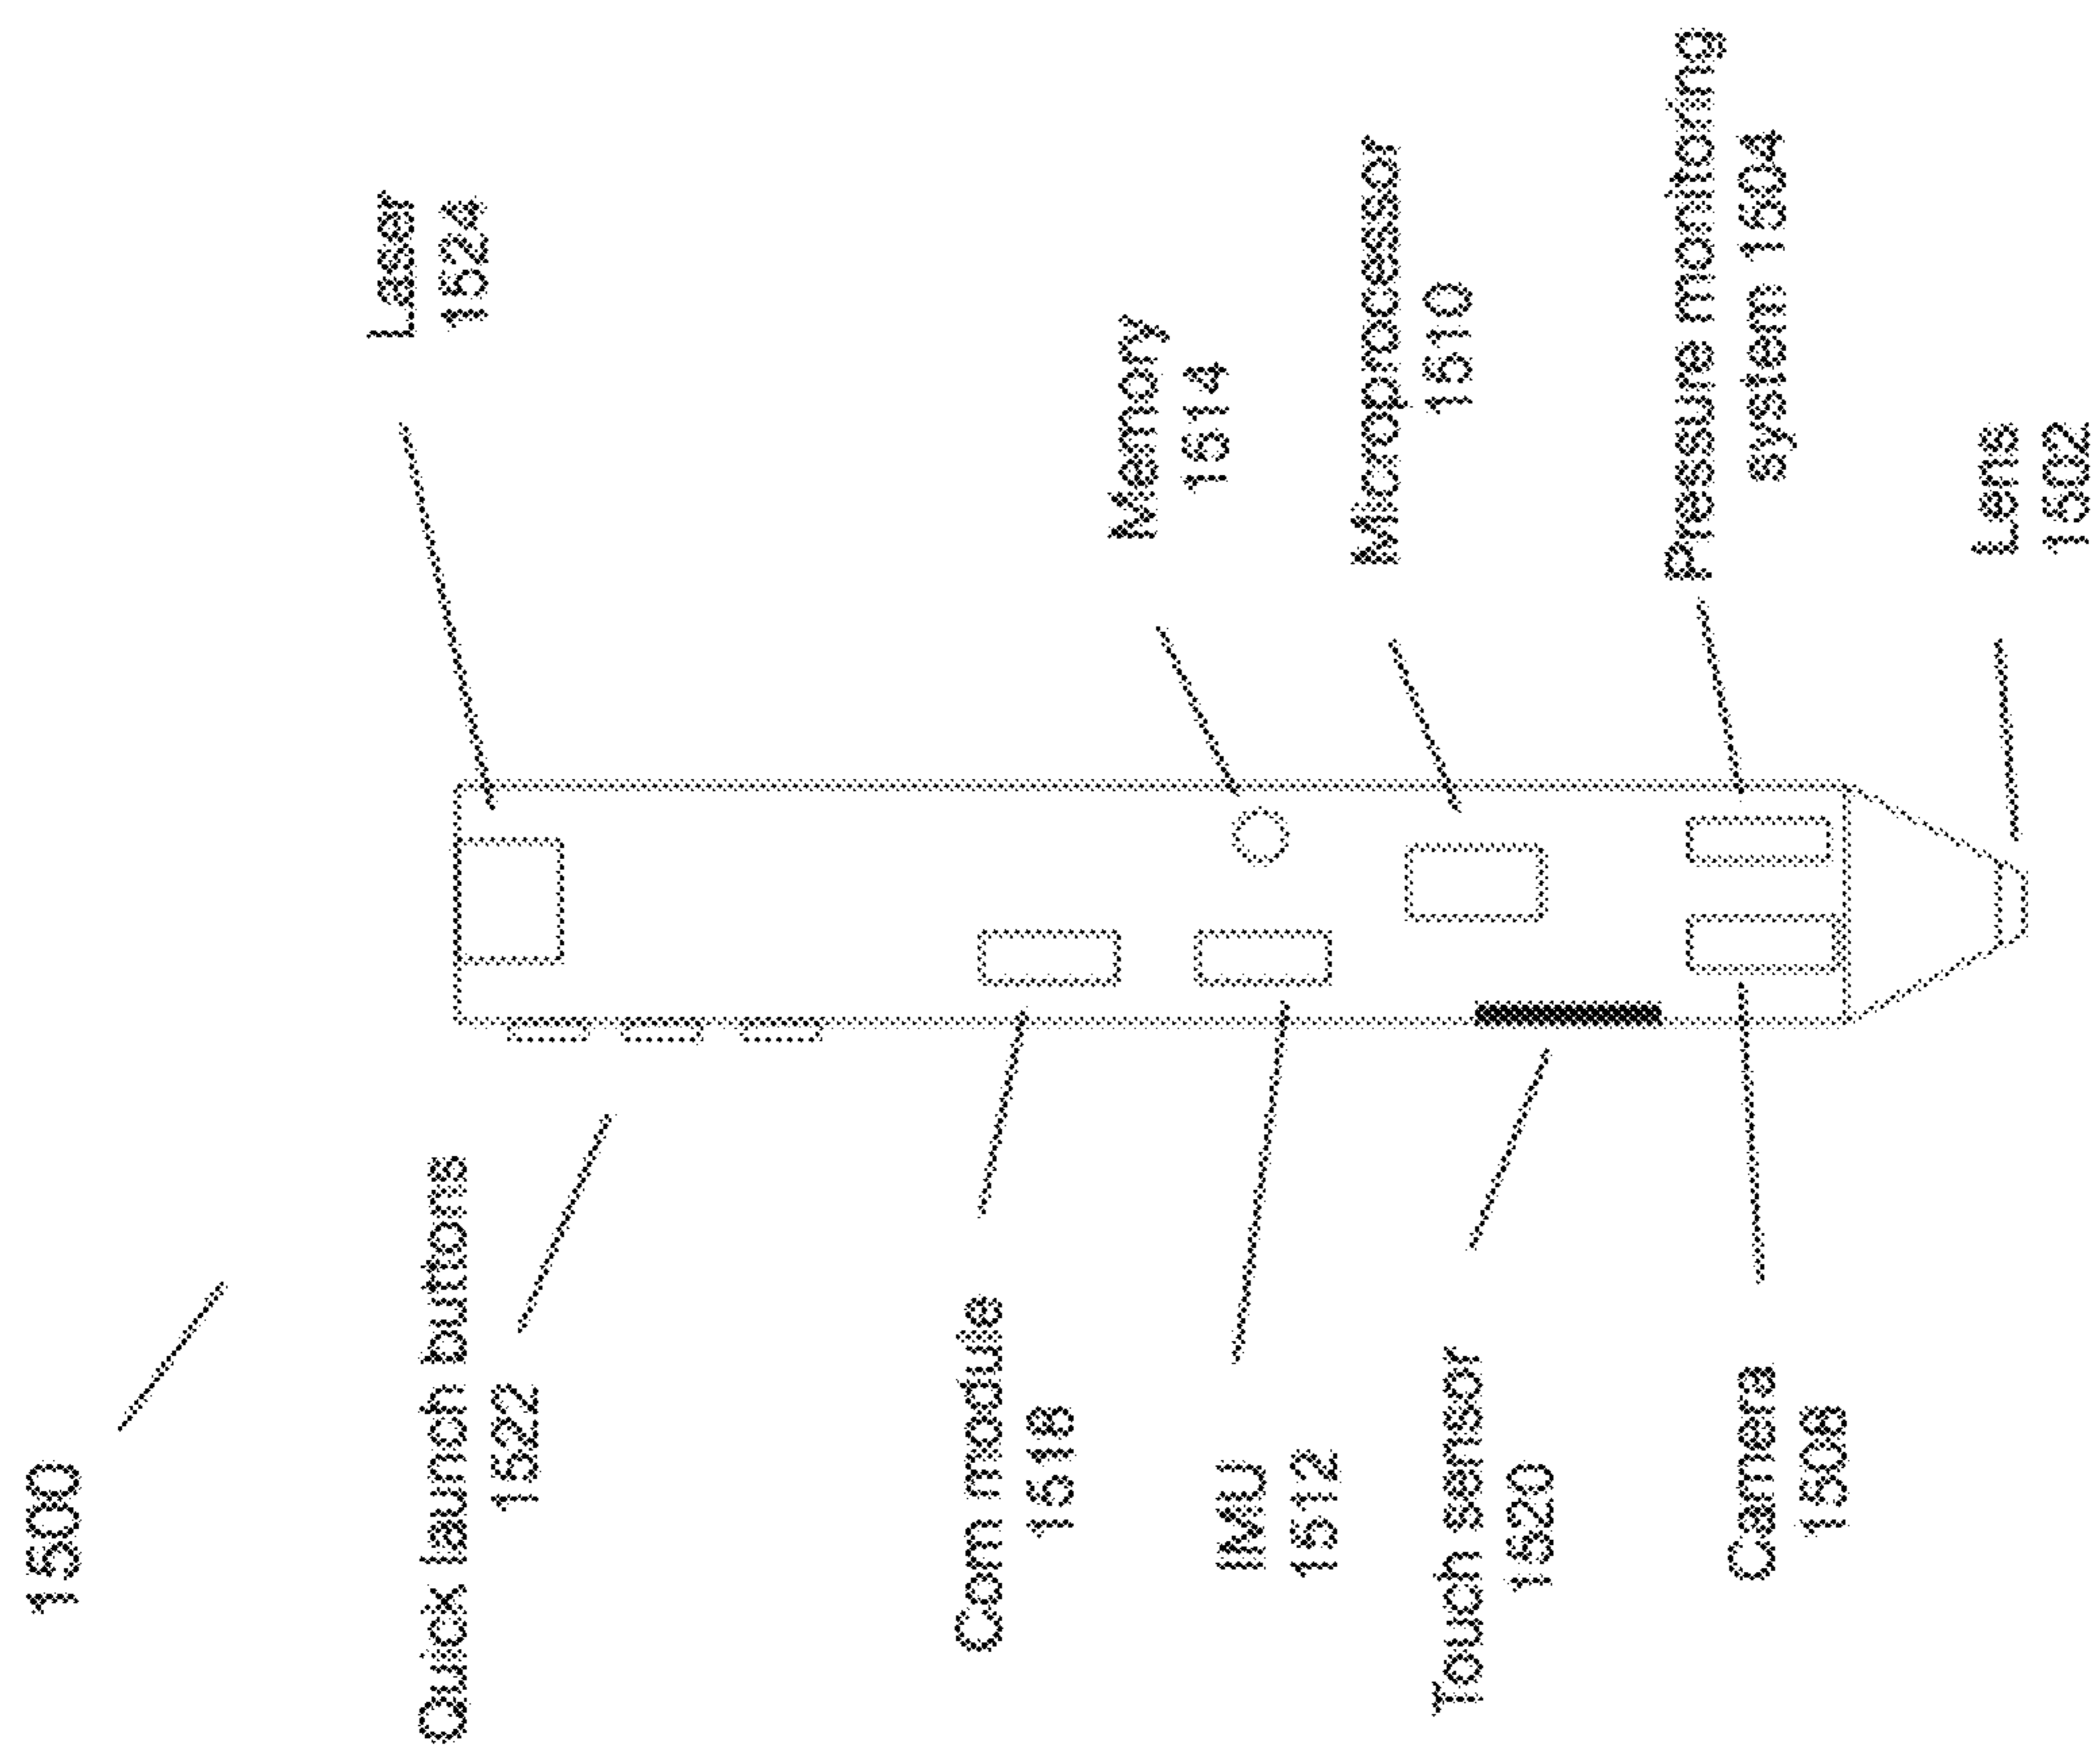 1500
Quick launch buttons
1522
Laser
1524
Com module
1518
Memory
1514
IMU
1512
Microprocessor
1510
Touch sensor
1520
Pressure monitoring
system 1504
Camera
1508
Lens
1502